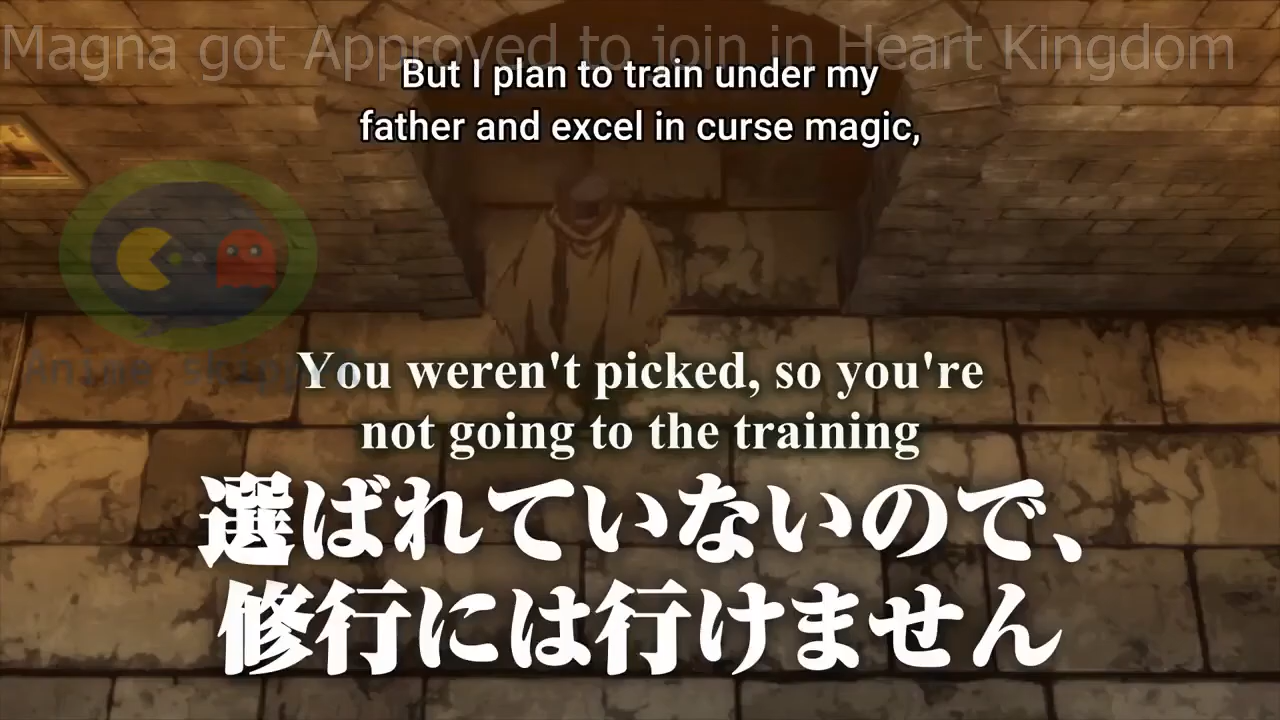 Magna got Approved to join in Heart Kingdom
But I plan to train under my
father and excel in curse magic,
Anime skippy
You weren't picked, so you're
not going to the training
選ばれていないので、
修行には行けません